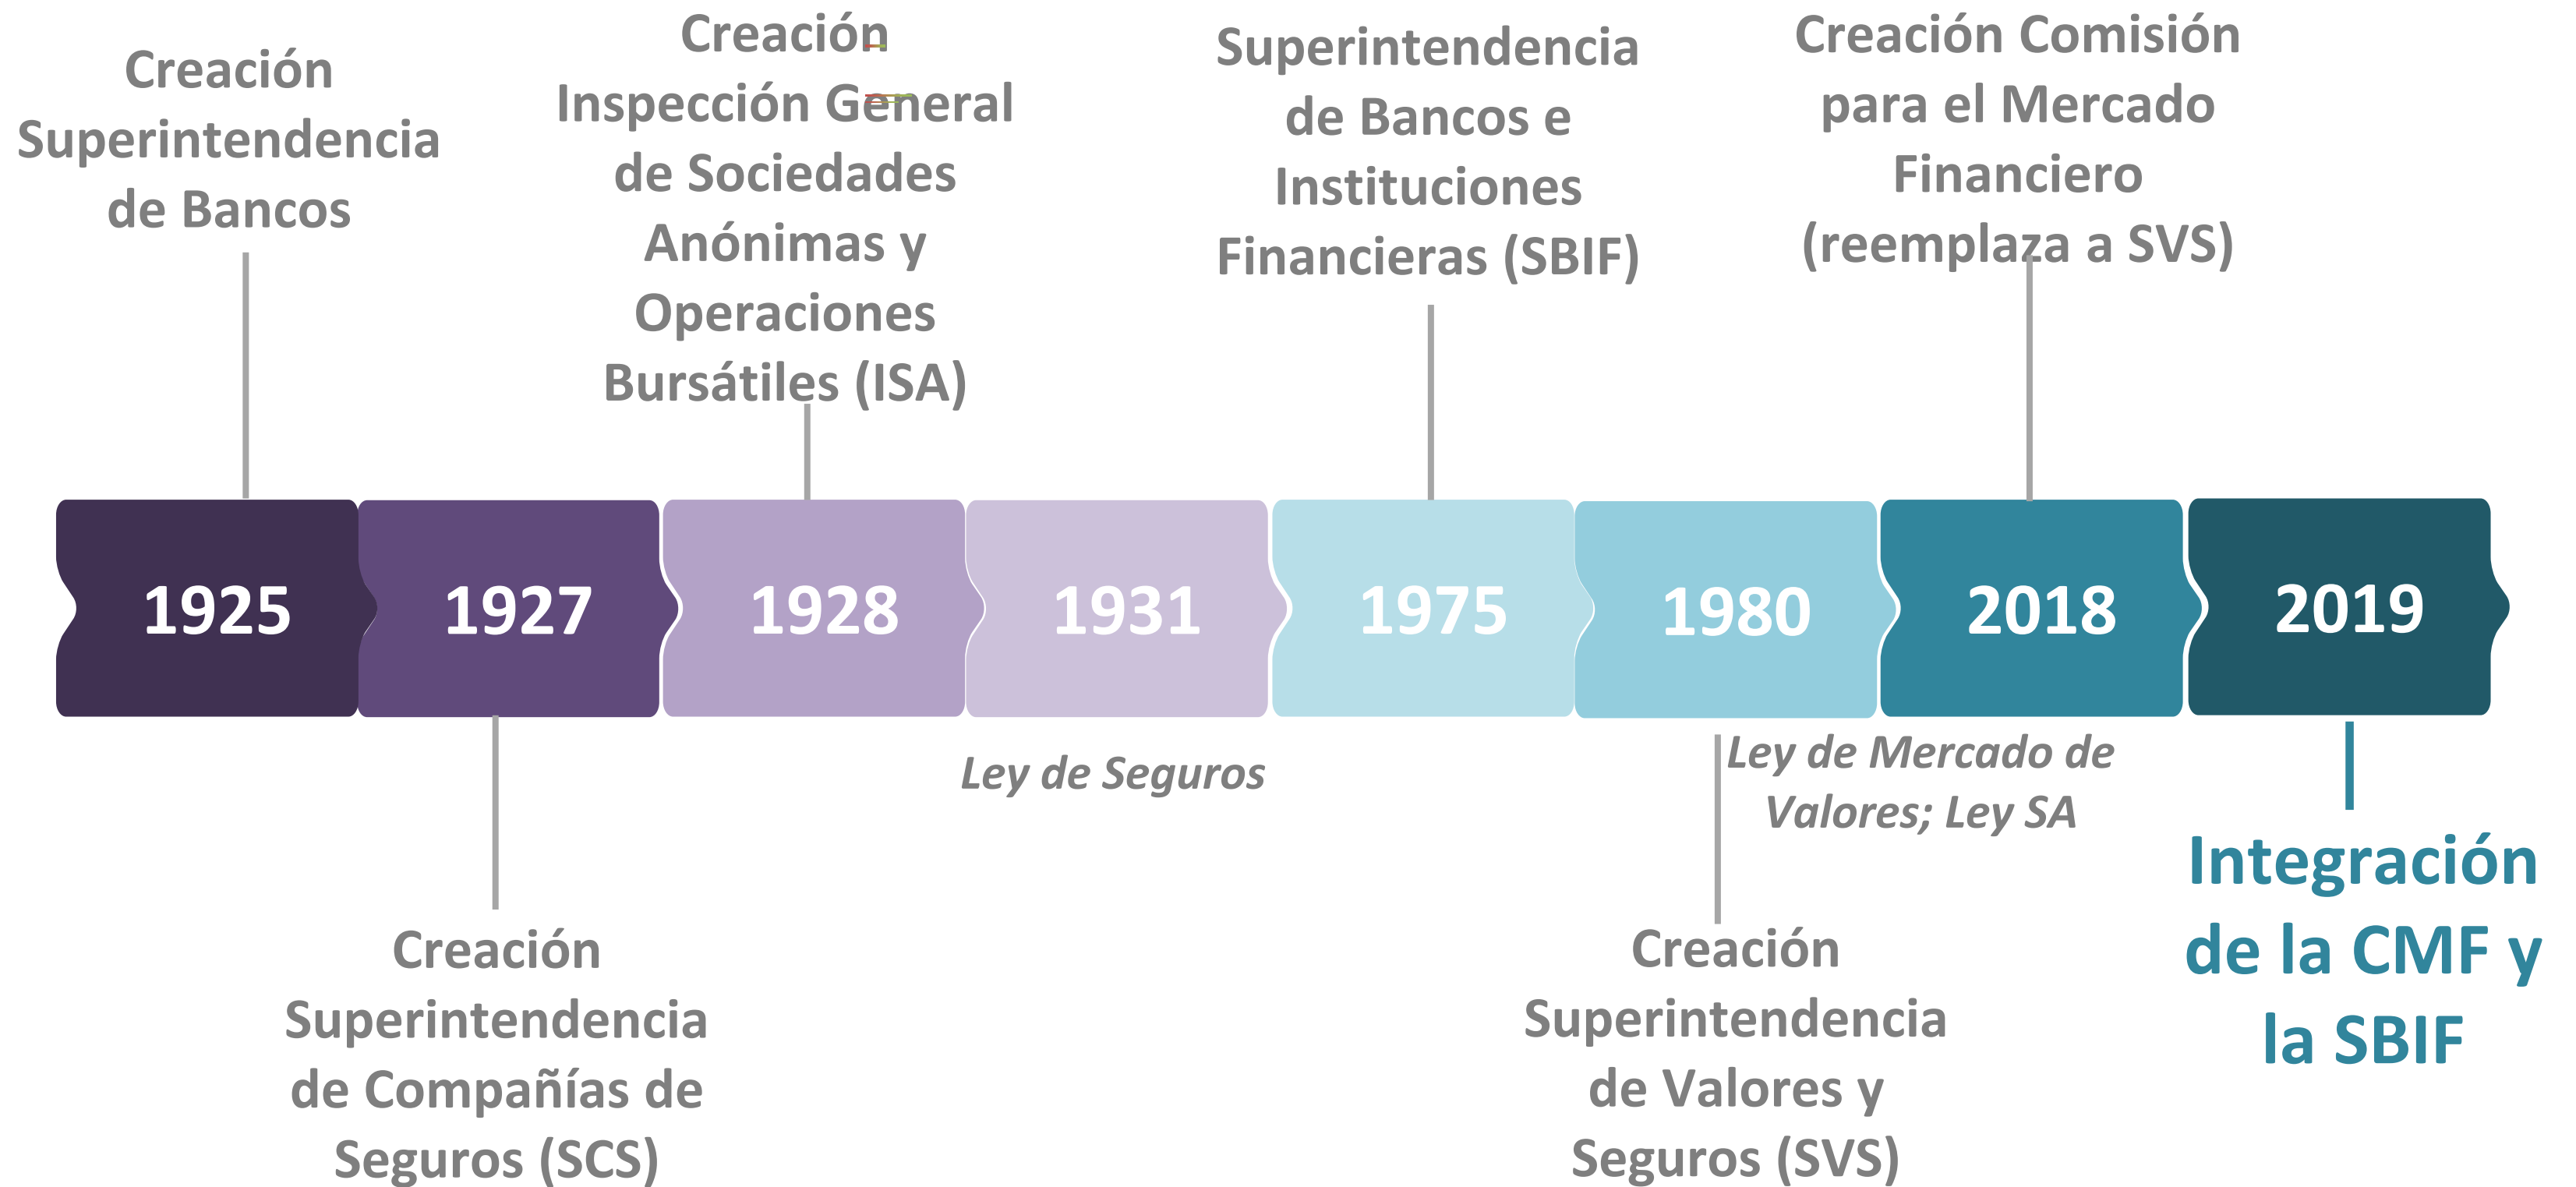 Creación
Superintendencia
de Bancos
Creación
Inspección General
de Sociedades
Anónimas y
Operaciones
Bursátiles (ISA)
Superintendencia
de Bancos e
Instituciones
Financieras (SBIF)
Creación Comisión
para el Mercado
Financiero
(reemplaza a SVS)
1925
1927
1928
1931
1975
1980
2018
2019
Ley de Seguros
Ley de Mercado de
Valores; Ley SA
Creación
Superintendencia
de Compañías de
Seguros (SCS)
Creación
Superintendencia
de Valores y
Seguros (SVS)
Integración
de la CMF y
la SBIF